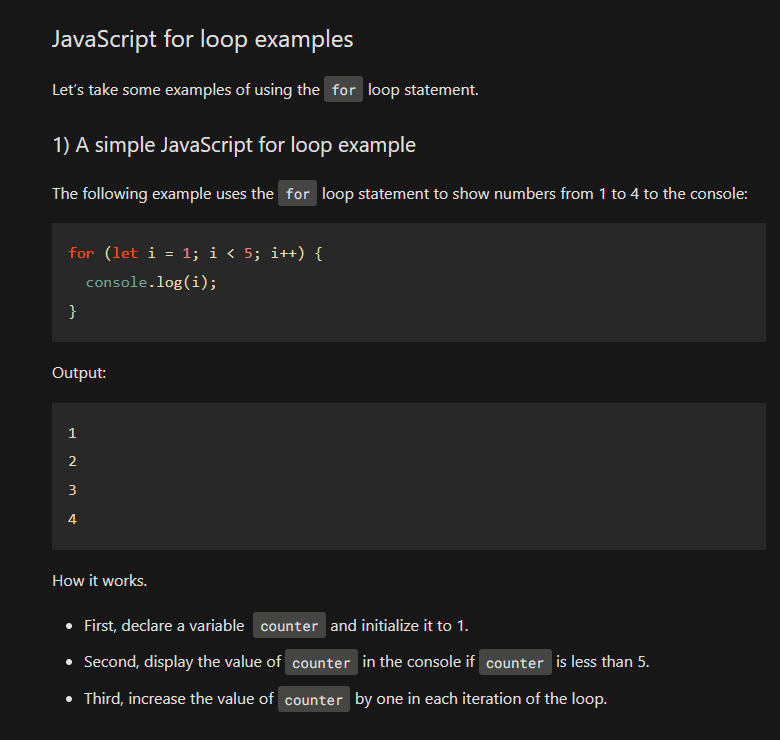 JavaScript for loop examples
Let’s take some examples of using the for loop statement.
1) A simple JavaScript for loop example
The following example uses the for loop statement to show numbers from 1 to 4 to the console:
for (let i = 1; i < 5; i++) {
  console.log(i);
}
Output:
1
2
3
4
How it works.
• First, declare a variable counter and initialize it to 1.
• Second, display the value of counter in the console if counter is less than 5.
• Third, increase the value of counter by one in each iteration of the loop.